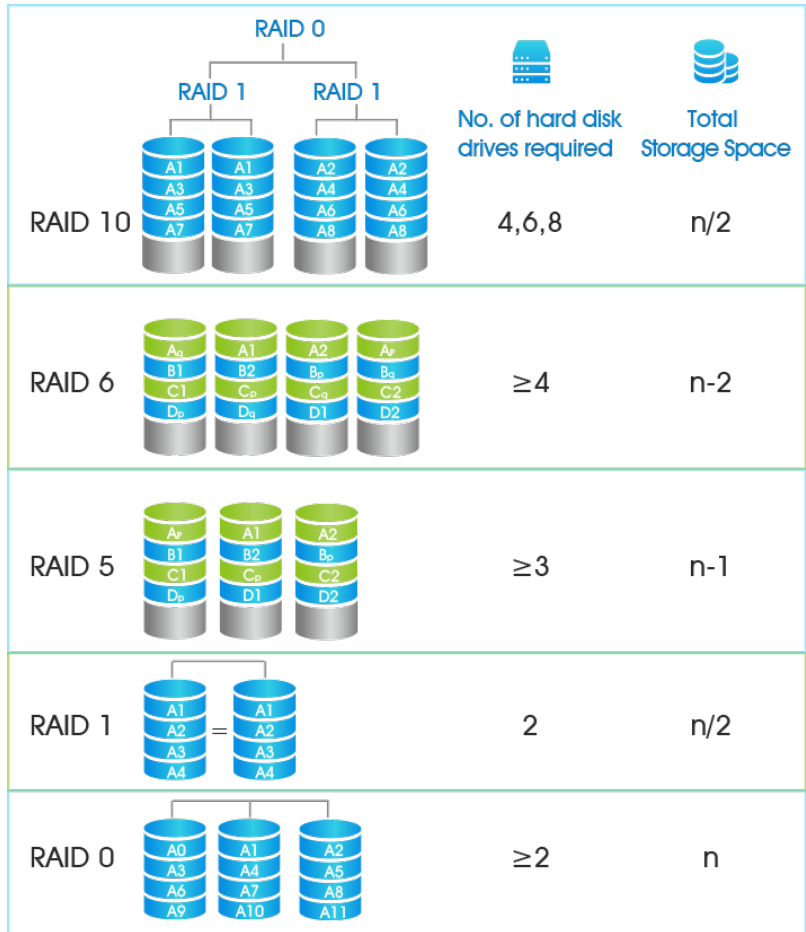 RAID 0
RAID 1 RAID 1
No. of hard disk drives required
Total Storage Space
A1 A1 A2 A2
A3 A3 A4 A4
A5 A5 A6 A6
A7 A7 A8 A8
RAID 10 4,6,8 n/2
Aq A1 A2 Ap
B1 B2 Bp Bq
C1 Cp Cq C2
Dp Dq D1 D2
RAID 6 ≥4 n-2
Ap A1 A2
B1 B2 Bp
C1 Cp C2
Dp D1 D2
RAID 5 ≥3 n-1
A1 A1
A2 = A2
A3 A3
A4 A4
RAID 1 2 n/2
A0 A1 A2
A3 A4 A5
A6 A7 A8
A9 A10 A11
RAID 0 ≥2 n